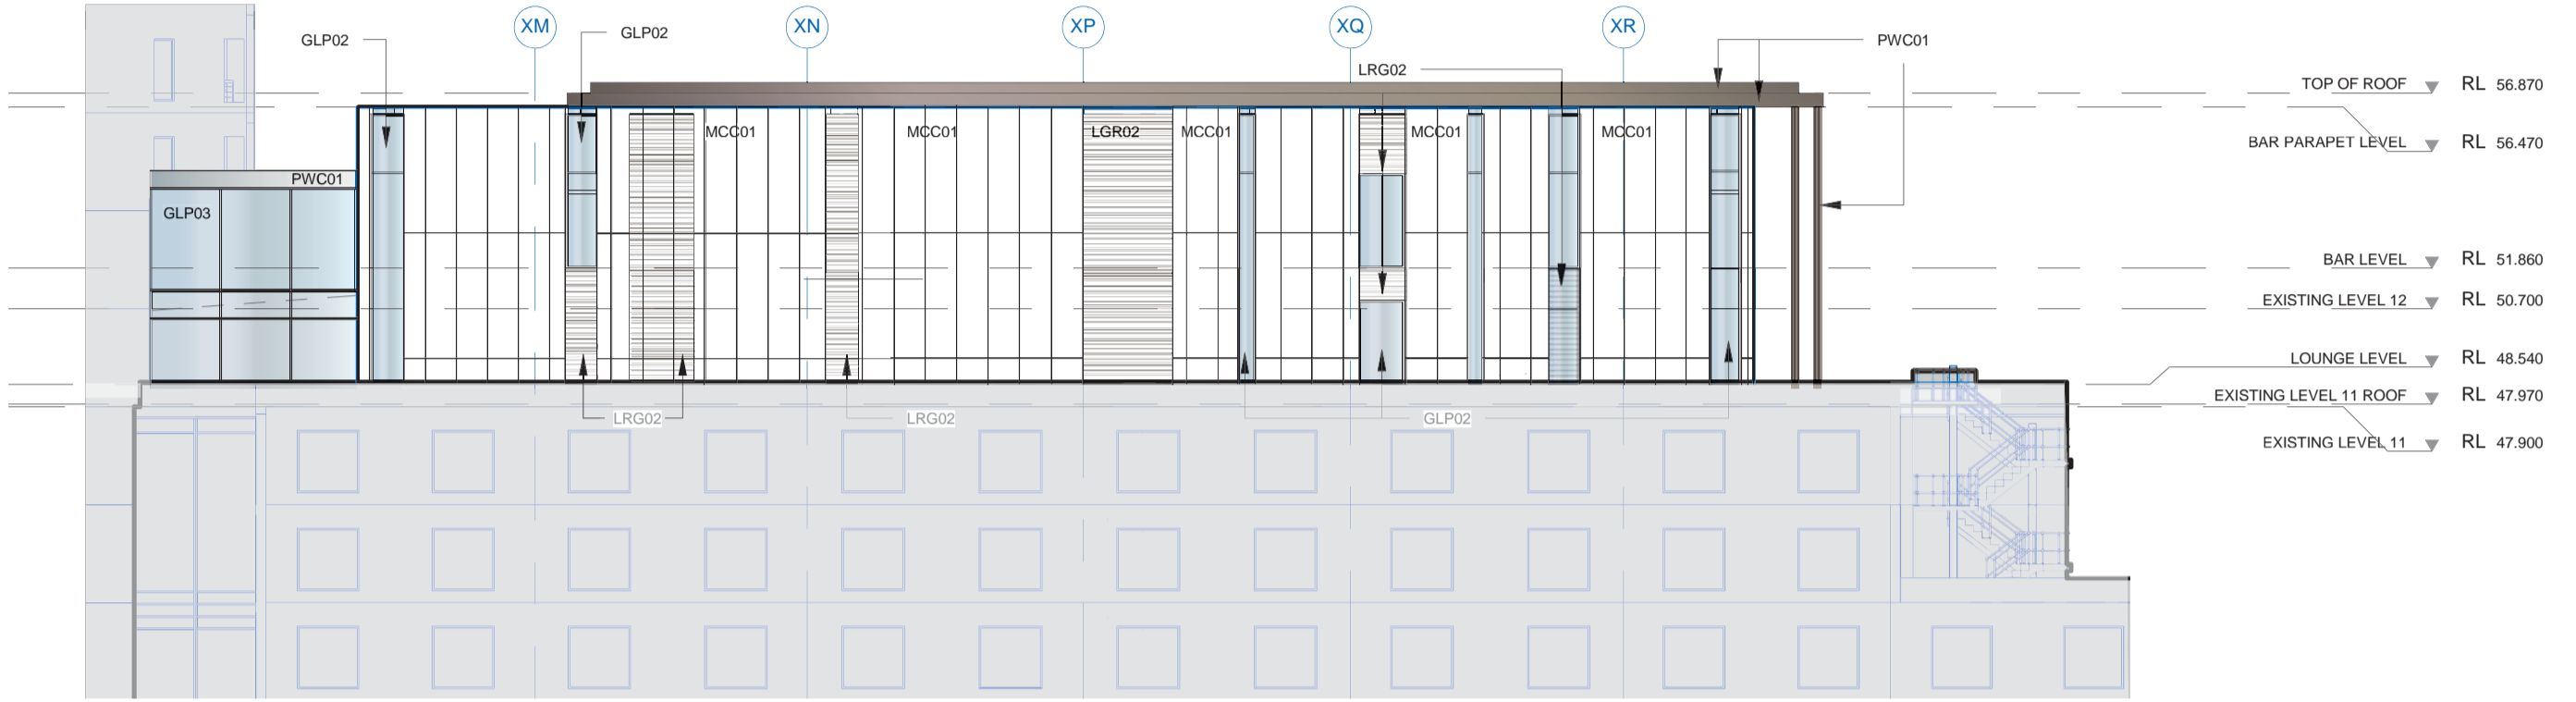 XM
XN
XP
XQ
XR
GLP02
GLP02
PWC01
LRG02
TOP OF ROOF RL 56.870
MCC01
MCC01
LGR02
MCC01
MCC01
MCC01
BAR PARAPET LEVEL RL 56.470
PWC01
GLP03
BAR LEVEL RL 51.860
EXISTING LEVEL 12 RL 50.700
LOUNGE LEVEL RL 48.540
EXISTING LEVEL 11 ROOF RL 47.970
LRG02
LRG02
GLP02
EXISTING LEVEL 11 RL 47.900